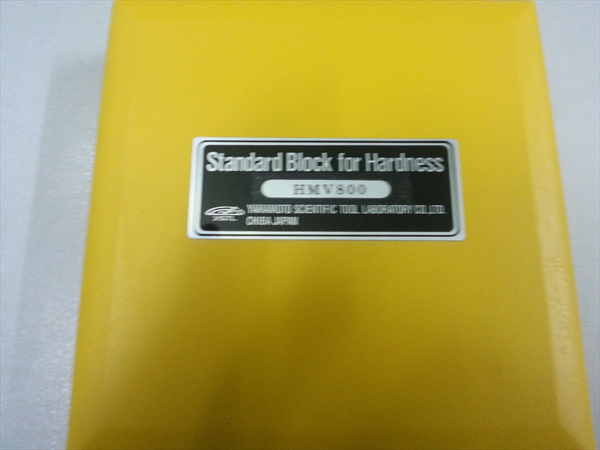 Standard Block for Hardness
HMV800
YAMAMOTO SCIENTIFIC TOOL LABORATORY CO.,LTD.
CHIBA JAPAN